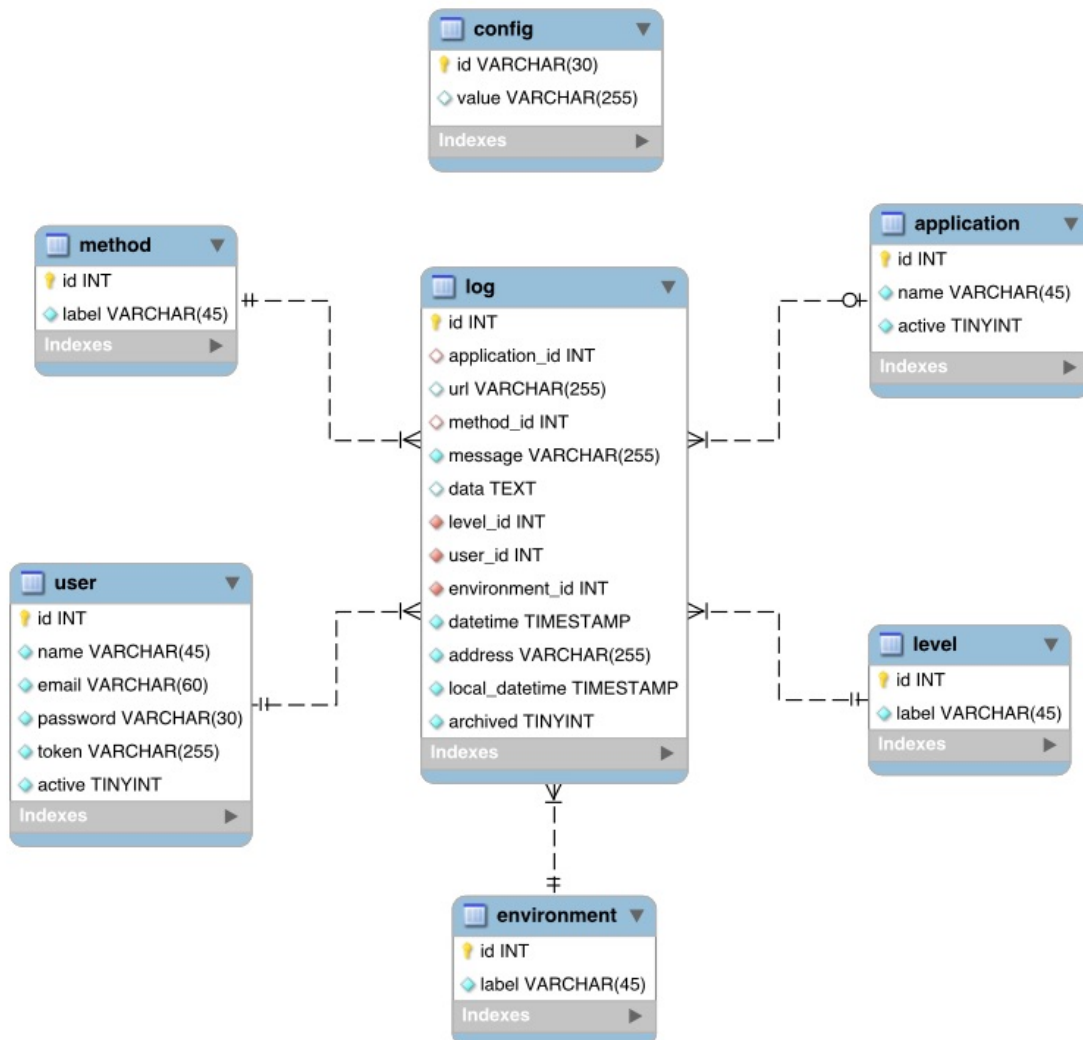 config
id VARCHAR(30)
value VARCHAR(255)
Indexes
method
id INT
label VARCHAR(45)
Indexes
log
id INT
application_id INT
url VARCHAR(255)
method_id INT
message VARCHAR(255)
data TEXT
level_id INT
user_id INT
environment_id INT
datetime TIMESTAMP
address VARCHAR(255)
local_datetime TIMESTAMP
archived TINYINT
Indexes
application
id INT
name VARCHAR(45)
active TINYINT
Indexes
user
id INT
name VARCHAR(45)
email VARCHAR(60)
password VARCHAR(30)
token VARCHAR(255)
active TINYINT
Indexes
level
id INT
label VARCHAR(45)
Indexes
environment
id INT
label VARCHAR(45)
Indexes